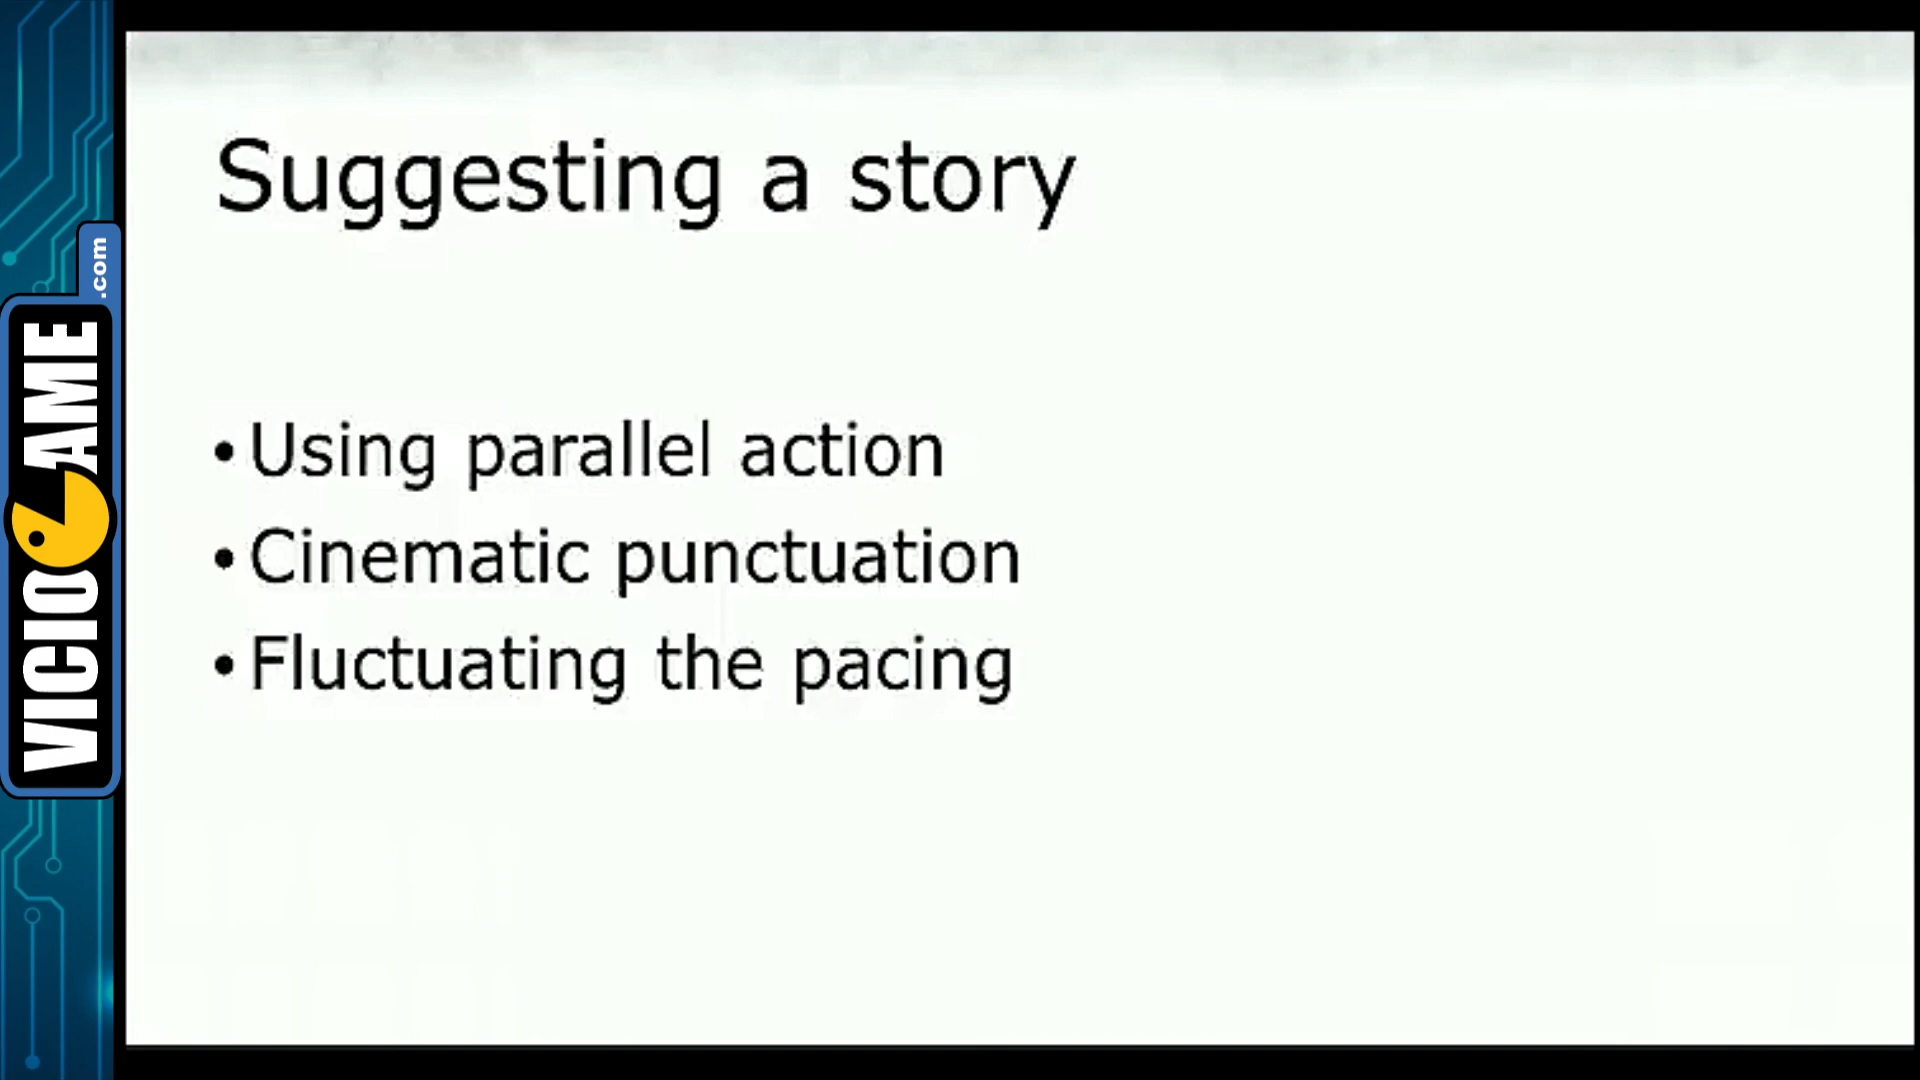 Suggesting a story
• Using parallel action
• Cinematic punctuation
• Fluctuating the pacing
VICIOGAME.com